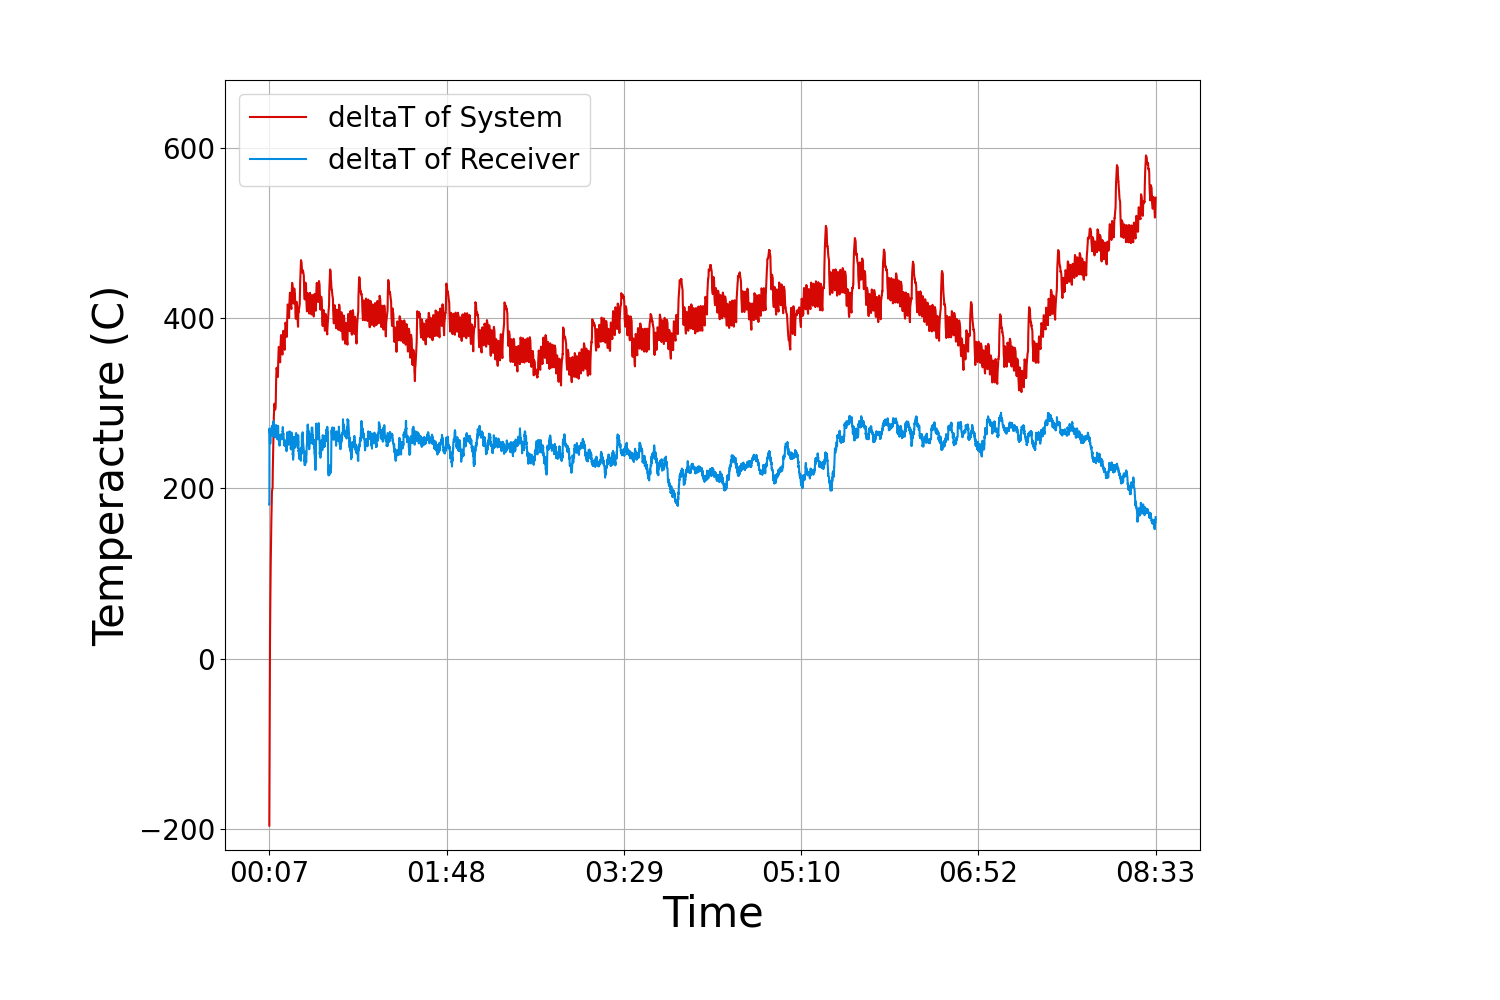 deltaT of System
deltaT of Receiver
600
400
200
0
−200
Temperacture (C)
00:07 01:48 03:29 05:10 06:52 08:33
Time